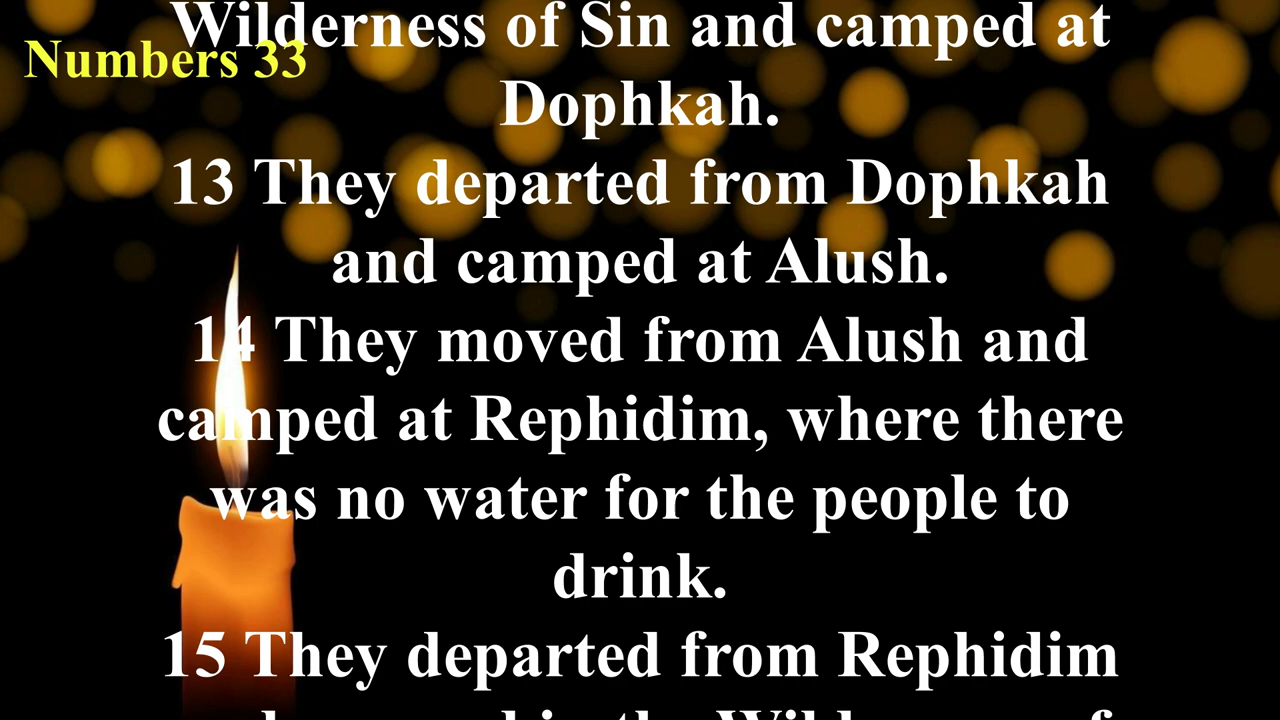 Wilderness of Sin and camped at
Numbers 33
Dophkah.
13 They departed from Dophkah
and camped at Alush.
14 They moved from Alush and
camped at Rephidim, where there
was no water for the people to
drink.
15 They departed from Rephidim